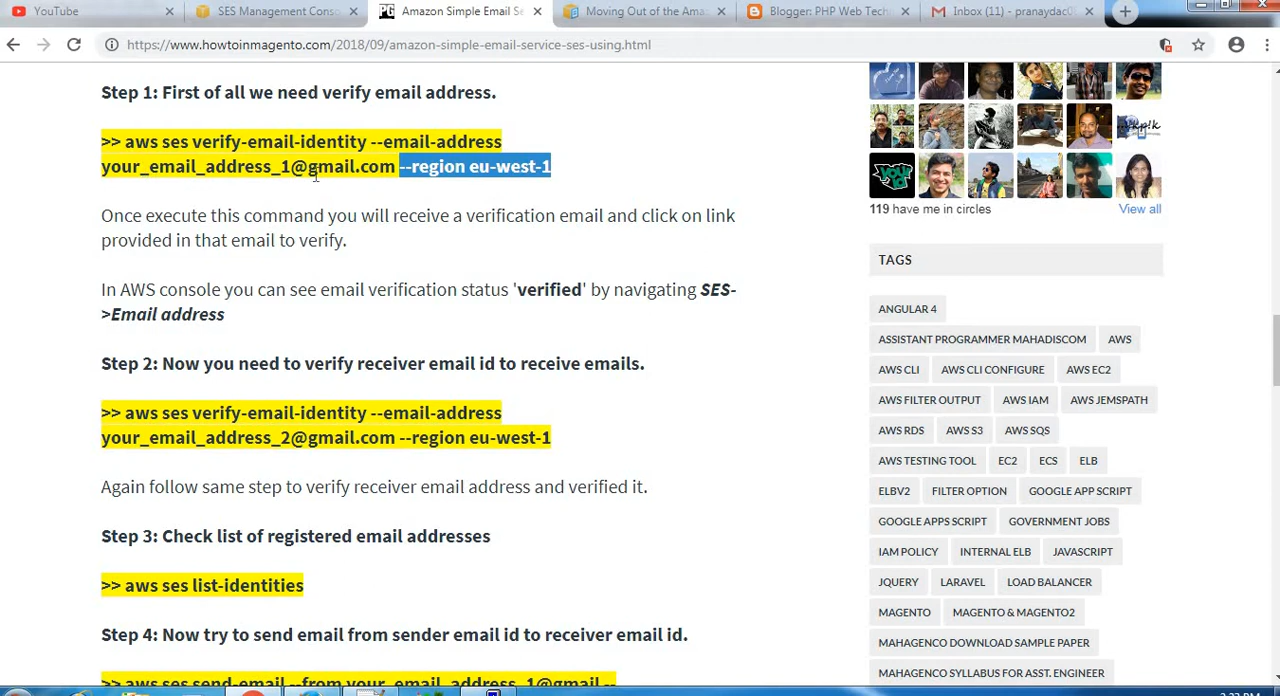 YouTube
SES Management Conso
Amazon Simple Email Se
Moving Out of the Ama
Blogger: PHP Web Tech
Inbox (11) - pranaydac0
https://www.howtoinmagento.com/2018/09/amazon-simple-email-service-ses-using.html
Step 1: First of all we need verify email address.
>> aws ses verify-email-identity --email-address
your_email_address_1@gmail.com --region eu-west-1
Once execute this command you will receive a verification email and click on link
provided in that email to verify.
In AWS console you can see email verification status 'verified' by navigating SES-
>Email address
Step 2: Now you need to verify receiver email id to receive emails.
>> aws ses verify-email-identity --email-address
your_email_address_2@gmail.com --region eu-west-1
Again follow same step to verify receiver email address and verified it.
Step 3: Check list of registered email addresses
>> aws ses list-identities
Step 4: Now try to send email from sender email id to receiver email id.
>> aws ses send-email --from your_email_address_1@gmail --
119 have me in circles
View all
TAGS
ANGULAR 4
ASSISTANT PROGRAMMER MAHADISCOM
AWS
AWS CLI
AWS CLI CONFIGURE
AWS EC2
AWS FILTER OUTPUT
AWS IAM
AWS JEMSPATH
AWS RDS
AWS S3
AWS SQS
AWS TESTING TOOL
EC2
ECS
ELB
ELBV2
FILTER OPTION
GOOGLE APP SCRIPT
GOOGLE APPS SCRIPT
GOVERNMENT JOBS
IAM POLICY
INTERNAL ELB
JAVASCRIPT
JQUERY
LARAVEL
LOAD BALANCER
MAGENTO
MAGENTO & MAGENTO2
MAHAGENCO DOWNLOAD SAMPLE PAPER
MAHAGENCO SYLLABUS FOR ASST. ENGINEER